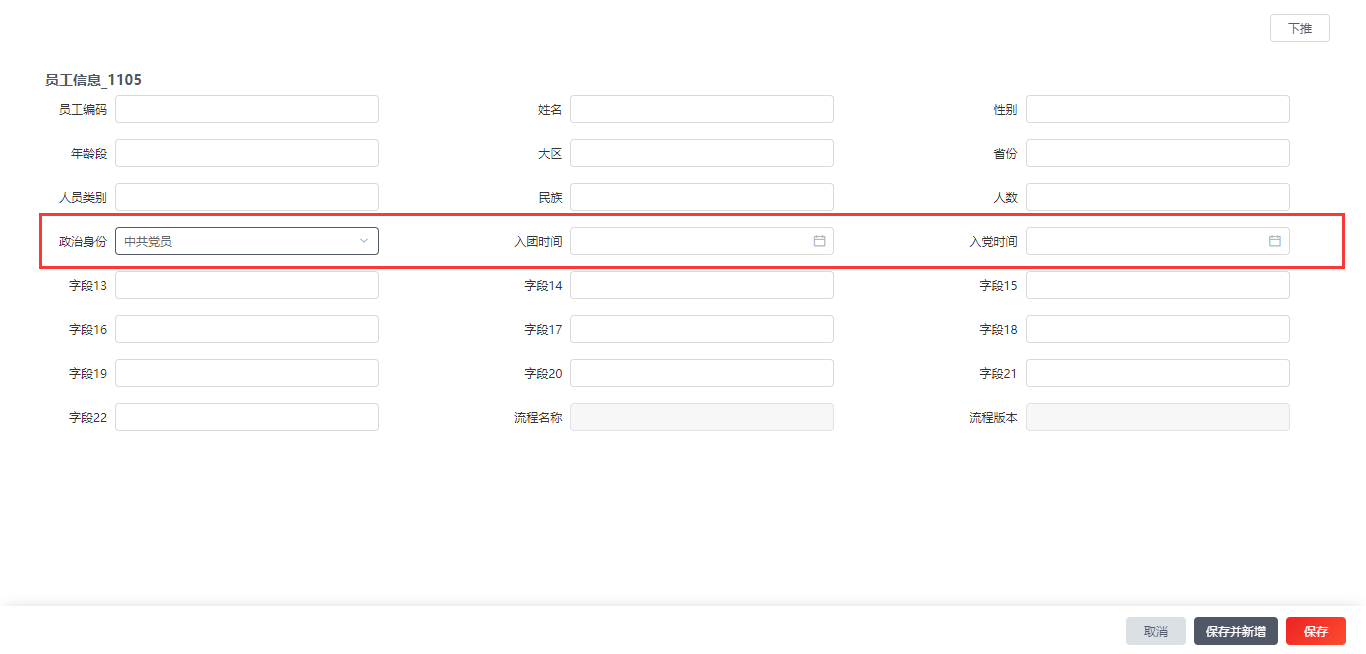 下推
员工信息_1105
员工编码 姓名 性别
年龄段 大区 省份
人员类别 民族 人数
政治身份 中共党员 入团时间 入党时间
字段13 字段14 字段15
字段16 字段17 字段18
字段19 字段20 字段21
字段22 流程名称 流程版本
取消 保存并新增 保存